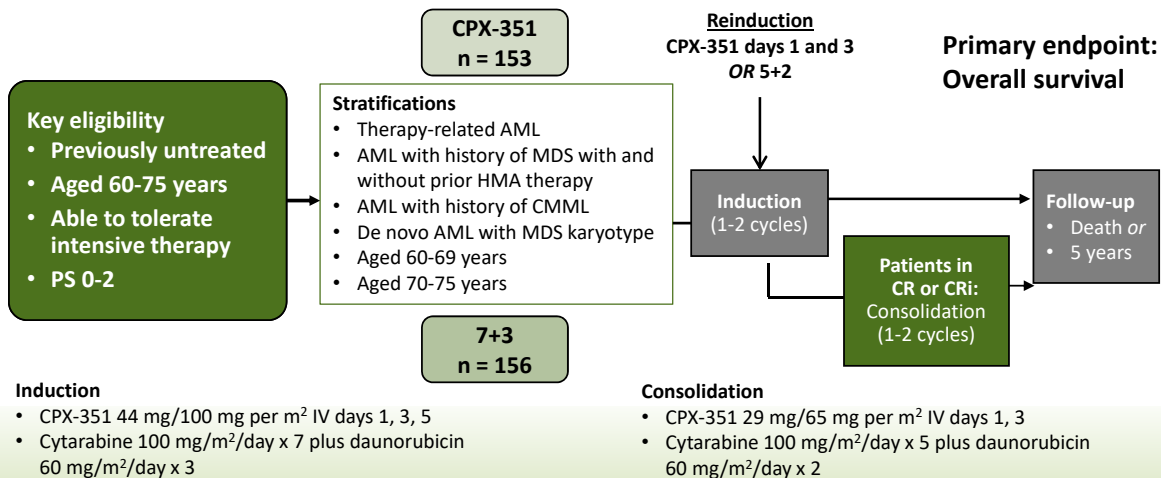 CPX-351
n = 153
Reinduction
CPX-351 days 1 and 3
OR 5+2
Primary endpoint:
Overall survival
Key eligibility
• Previously untreated
• Aged 60-75 years
• Able to tolerate
intensive therapy
• PS 0-2
Stratifications
• Therapy-related AML
• AML with history of MDS with and
without prior HMA therapy
• AML with history of CMML
• De novo AML with MDS karyotype
• Aged 60-69 years
• Aged 70-75 years
Induction
(1-2 cycles)
Follow-up
• Death or
• 5 years
Patients in
CR or CRi:
Consolidation
(1-2 cycles)
7+3
n = 156
Induction
• CPX-351 44 mg/100 mg per m² IV days 1, 3, 5
• Cytarabine 100 mg/m²/day x 7 plus daunorubicin
60 mg/m²/day x 3
Consolidation
• CPX-351 29 mg/65 mg per m² IV days 1, 3
• Cytarabine 100 mg/m²/day x 5 plus daunorubicin
60 mg/m²/day x 2